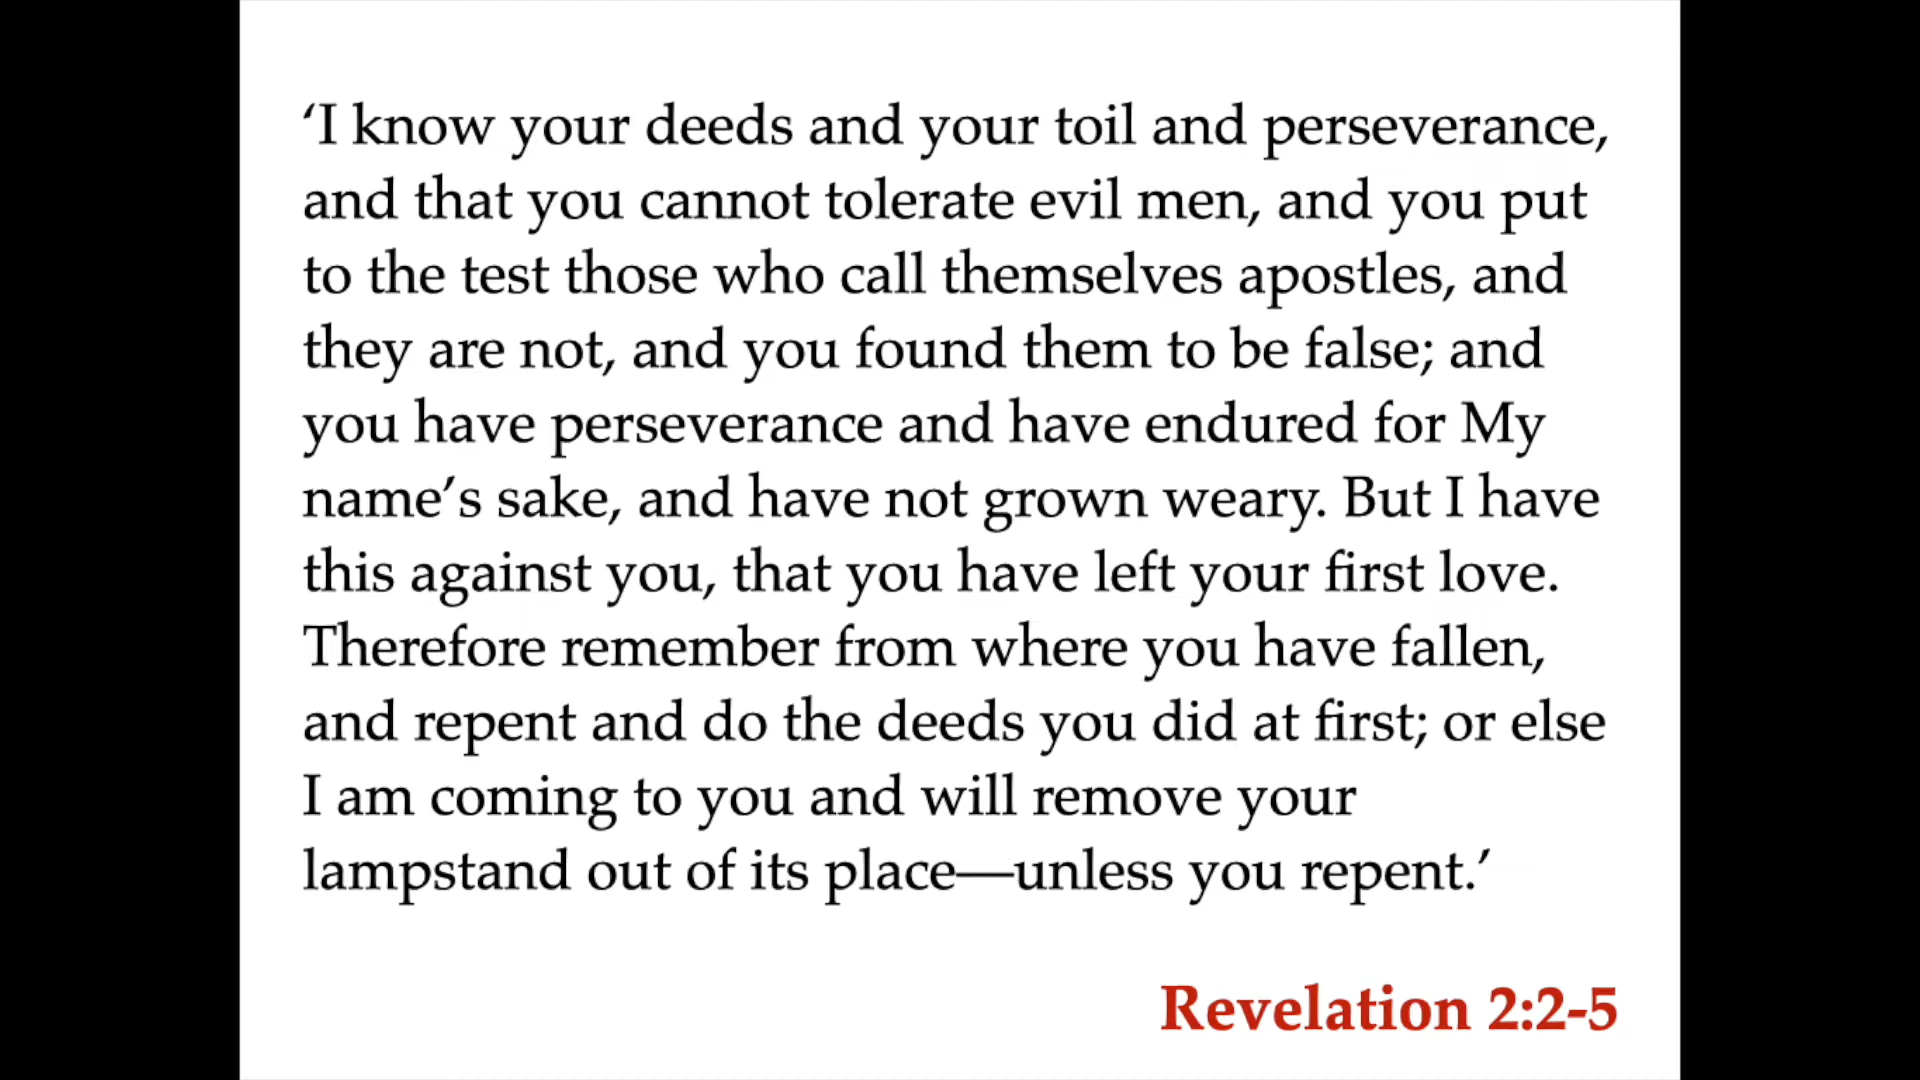 ‘I know your deeds and your toil and perseverance,
and that you cannot tolerate evil men, and you put
to the test those who call themselves apostles, and
they are not, and you found them to be false; and
you have perseverance and have endured for My
name’s sake, and have not grown weary. But I have
this against you, that you have left your first love.
Therefore remember from where you have fallen,
and repent and do the deeds you did at first; or else
I am coming to you and will remove your
lampstand out of its place—unless you repent.’
Revelation 2:2-5